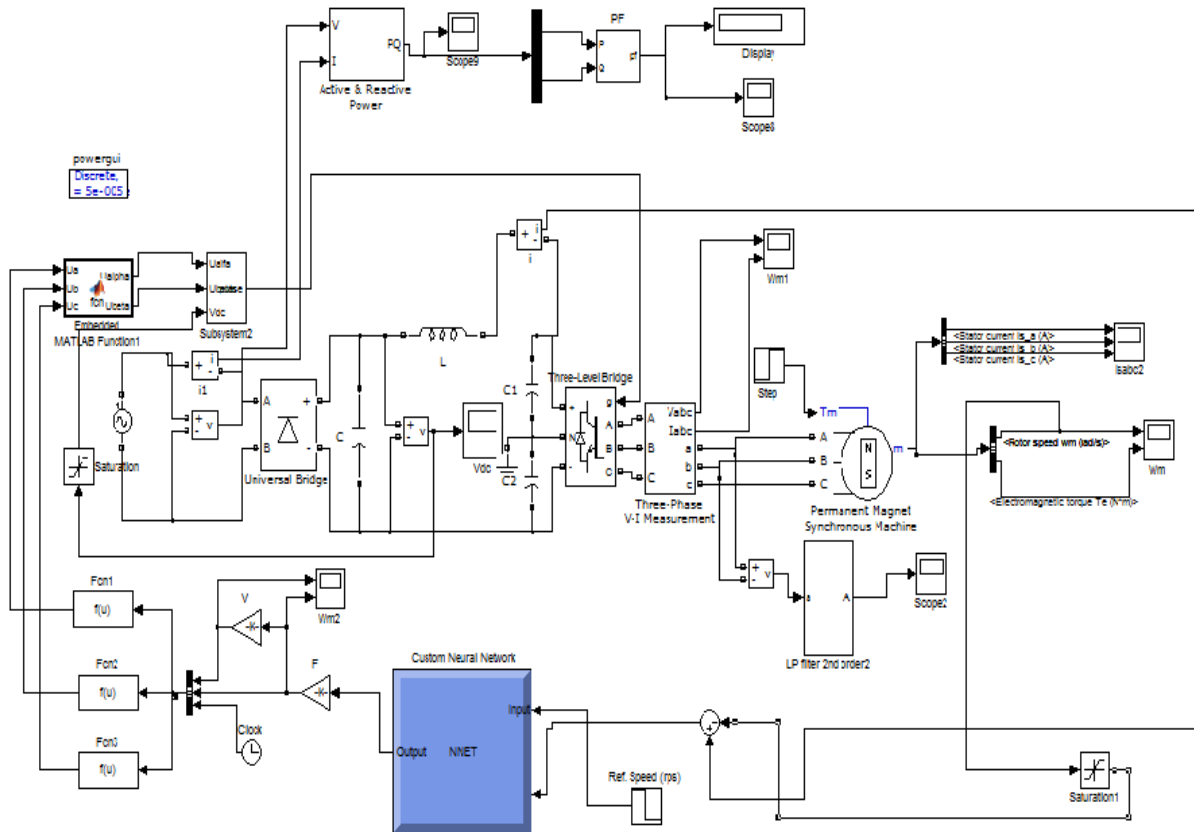 PF
V
I
PQ
Scope9
P
Q
pf
Display
Active & Reactive
Power
Scope8
powergui
Discrete,
= 5e-005
i
+
-
i
Ua
Ub
Uc
fcn
Ualpha
Ubeta
Ualfa
Vdc
Embedded
MATLAB Function1
Subsystem2
L
Wm1
<Stator current is_a (A)>
<Stator current is_b (A)>
<Stator current is_c (A)>
Isabc2
+
-
i
i1
C1
Three-Level Bridge
Step
Tm
+
-
v
A
B
+
-
C
+
-
v
Vdc
C2
+
N
-
g
A
B
C
A
B
C
Vabc
Iabc
a
b
c
A
B
C
N
S
m
<Rotor speed wm (rad/s)>
Wm
<Electromagnetic torque Te (N*m)>
Saturation
Universal Bridge
Three-Phase
V-I Measurement
Permanent Magnet
Synchronous Machine
+
-
v
a
A
Scope2
LP filter 2nd order2
Fcn1
f(u)
V
-K-
Wm2
Fcn2
f(u)
F
-K-
Custom Neural Network
Input
Output
NNET
Clock
Fcn3
f(u)
Ref. Speed (rps)
-
+
Saturation1